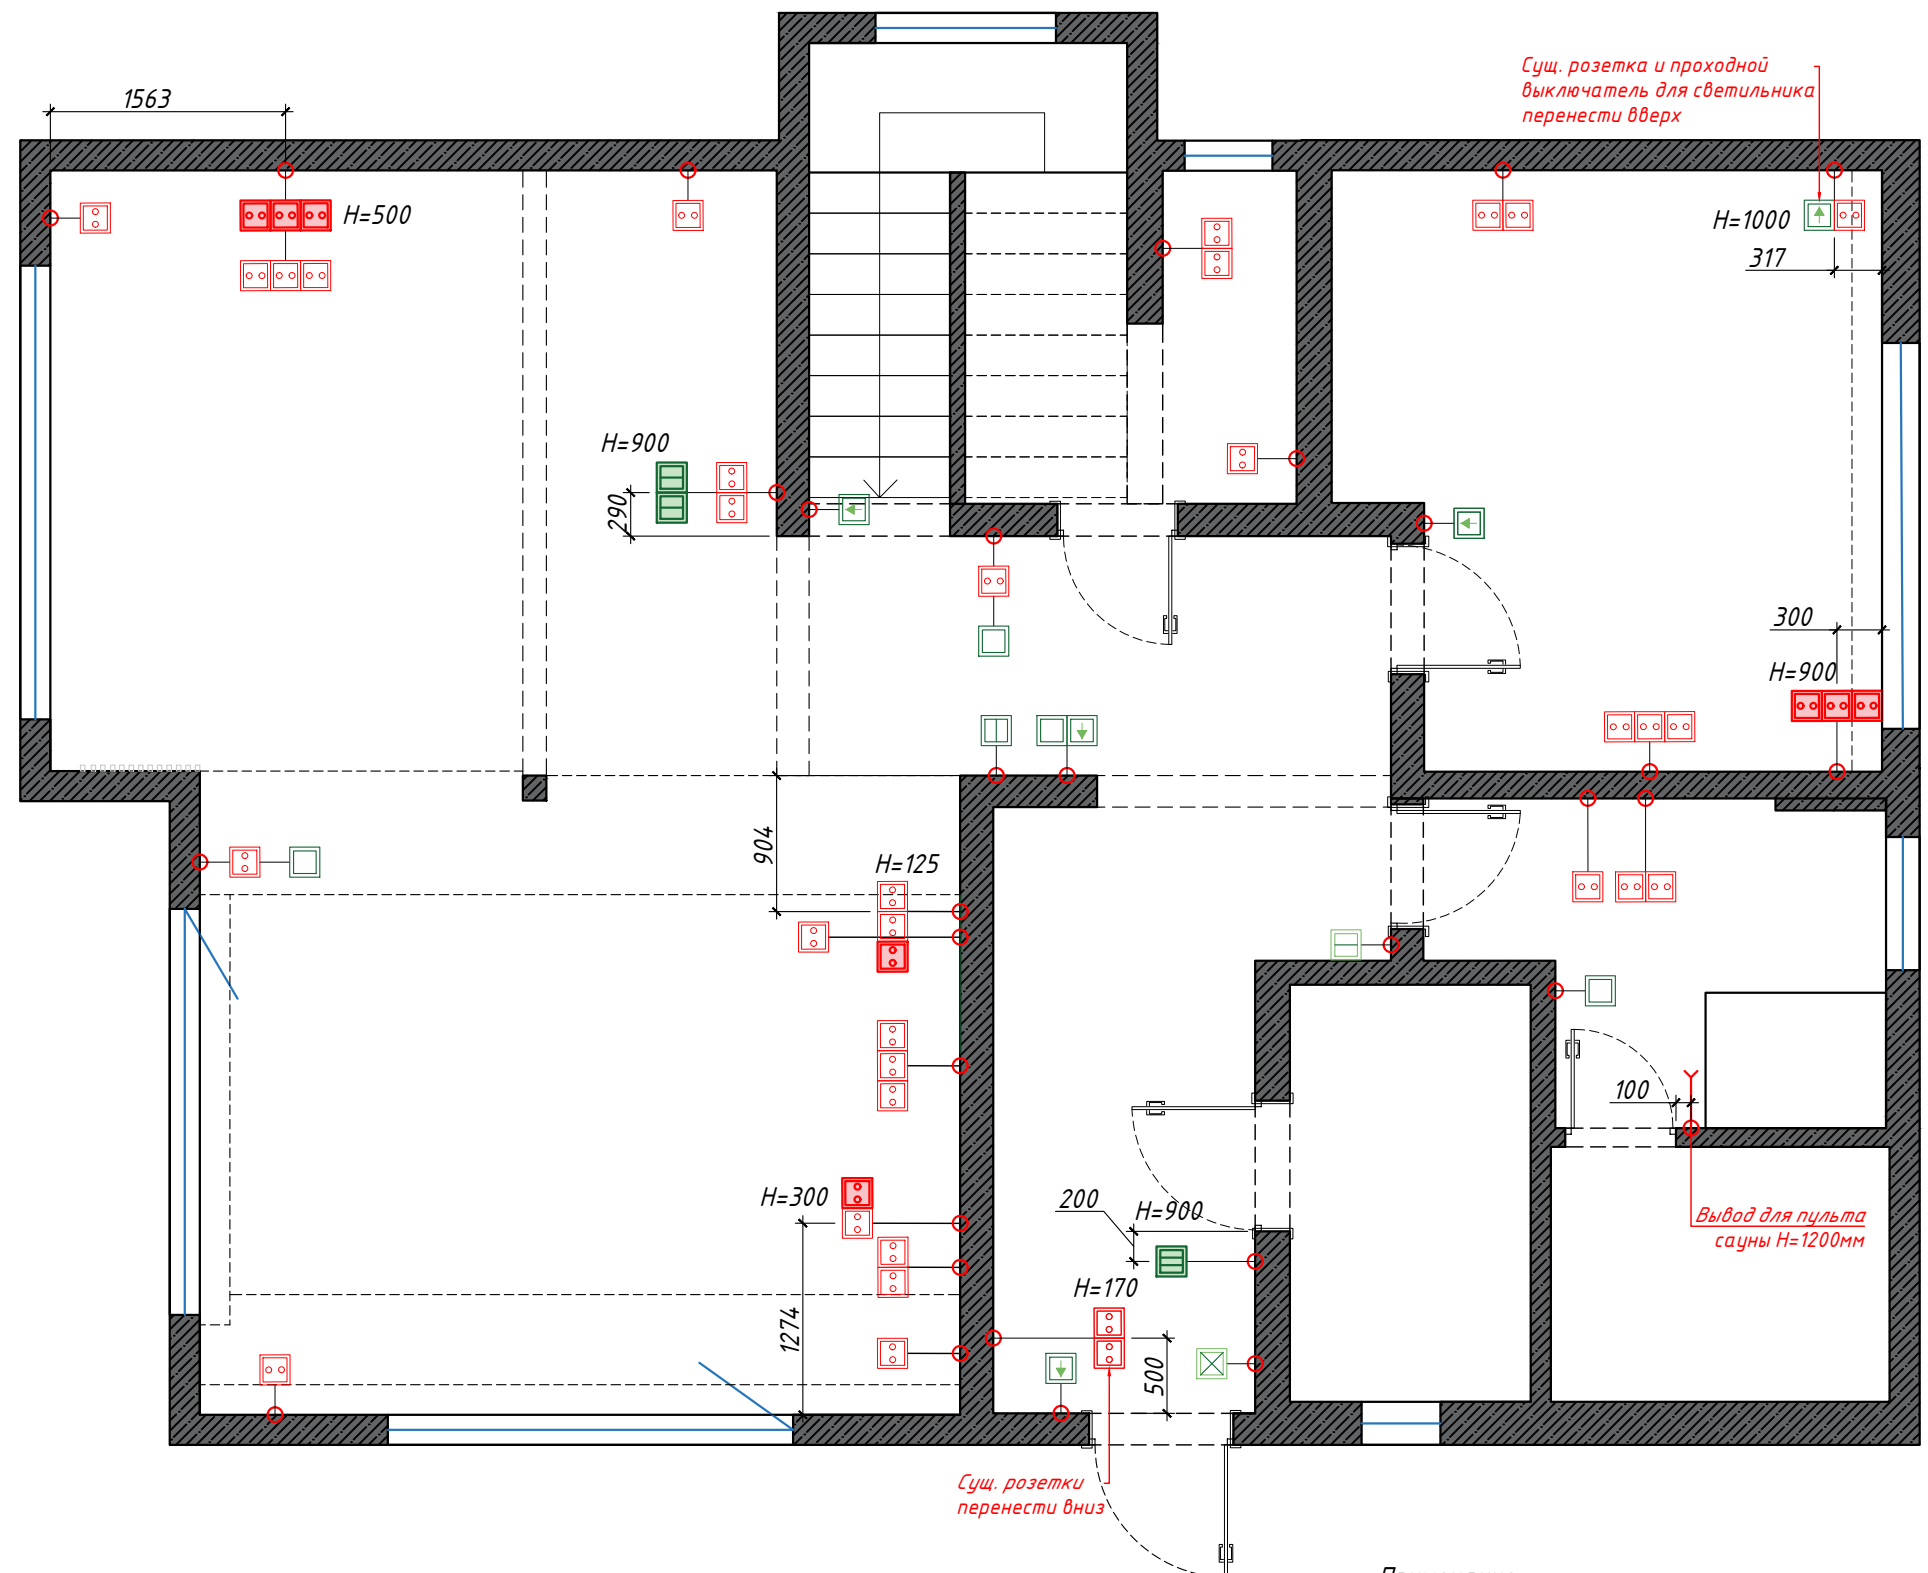 Сущ. розетка и проходной
выключатель для светильника
перенести вверх
1563
H=500
H=1000
317
H=900
290
300
H=900
904
H=125
100
H=300
200
H=900
Вывод для пульта
сауны H=1200мм
H=170
1274
500
Сущ. розетки
перенести вниз